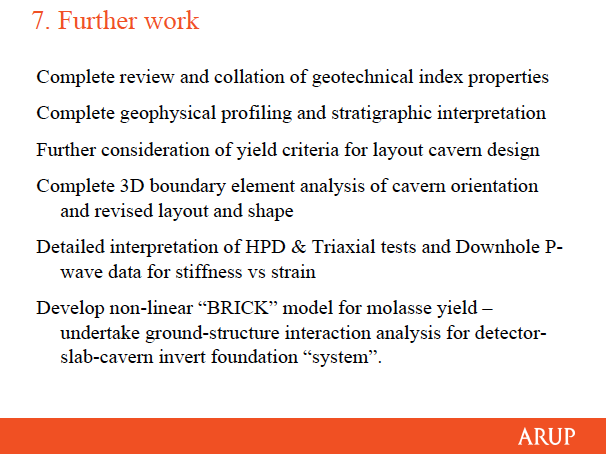 7. Further work
Complete review and collation of geotechnical index properties
Complete geophysical profiling and stratigraphic interpretation
Further consideration of yield criteria for layout cavern design
Complete 3D boundary element analysis of cavern orientation
and revised layout and shape
Detailed interpretation of HPD & Triaxial tests and Downhole P-
wave data for stiffness vs strain
Develop non-linear “BRICK” model for molasse yield –
undertake ground-structure interaction analysis for detector-
slab-cavern invert foundation “system”.
ARUP